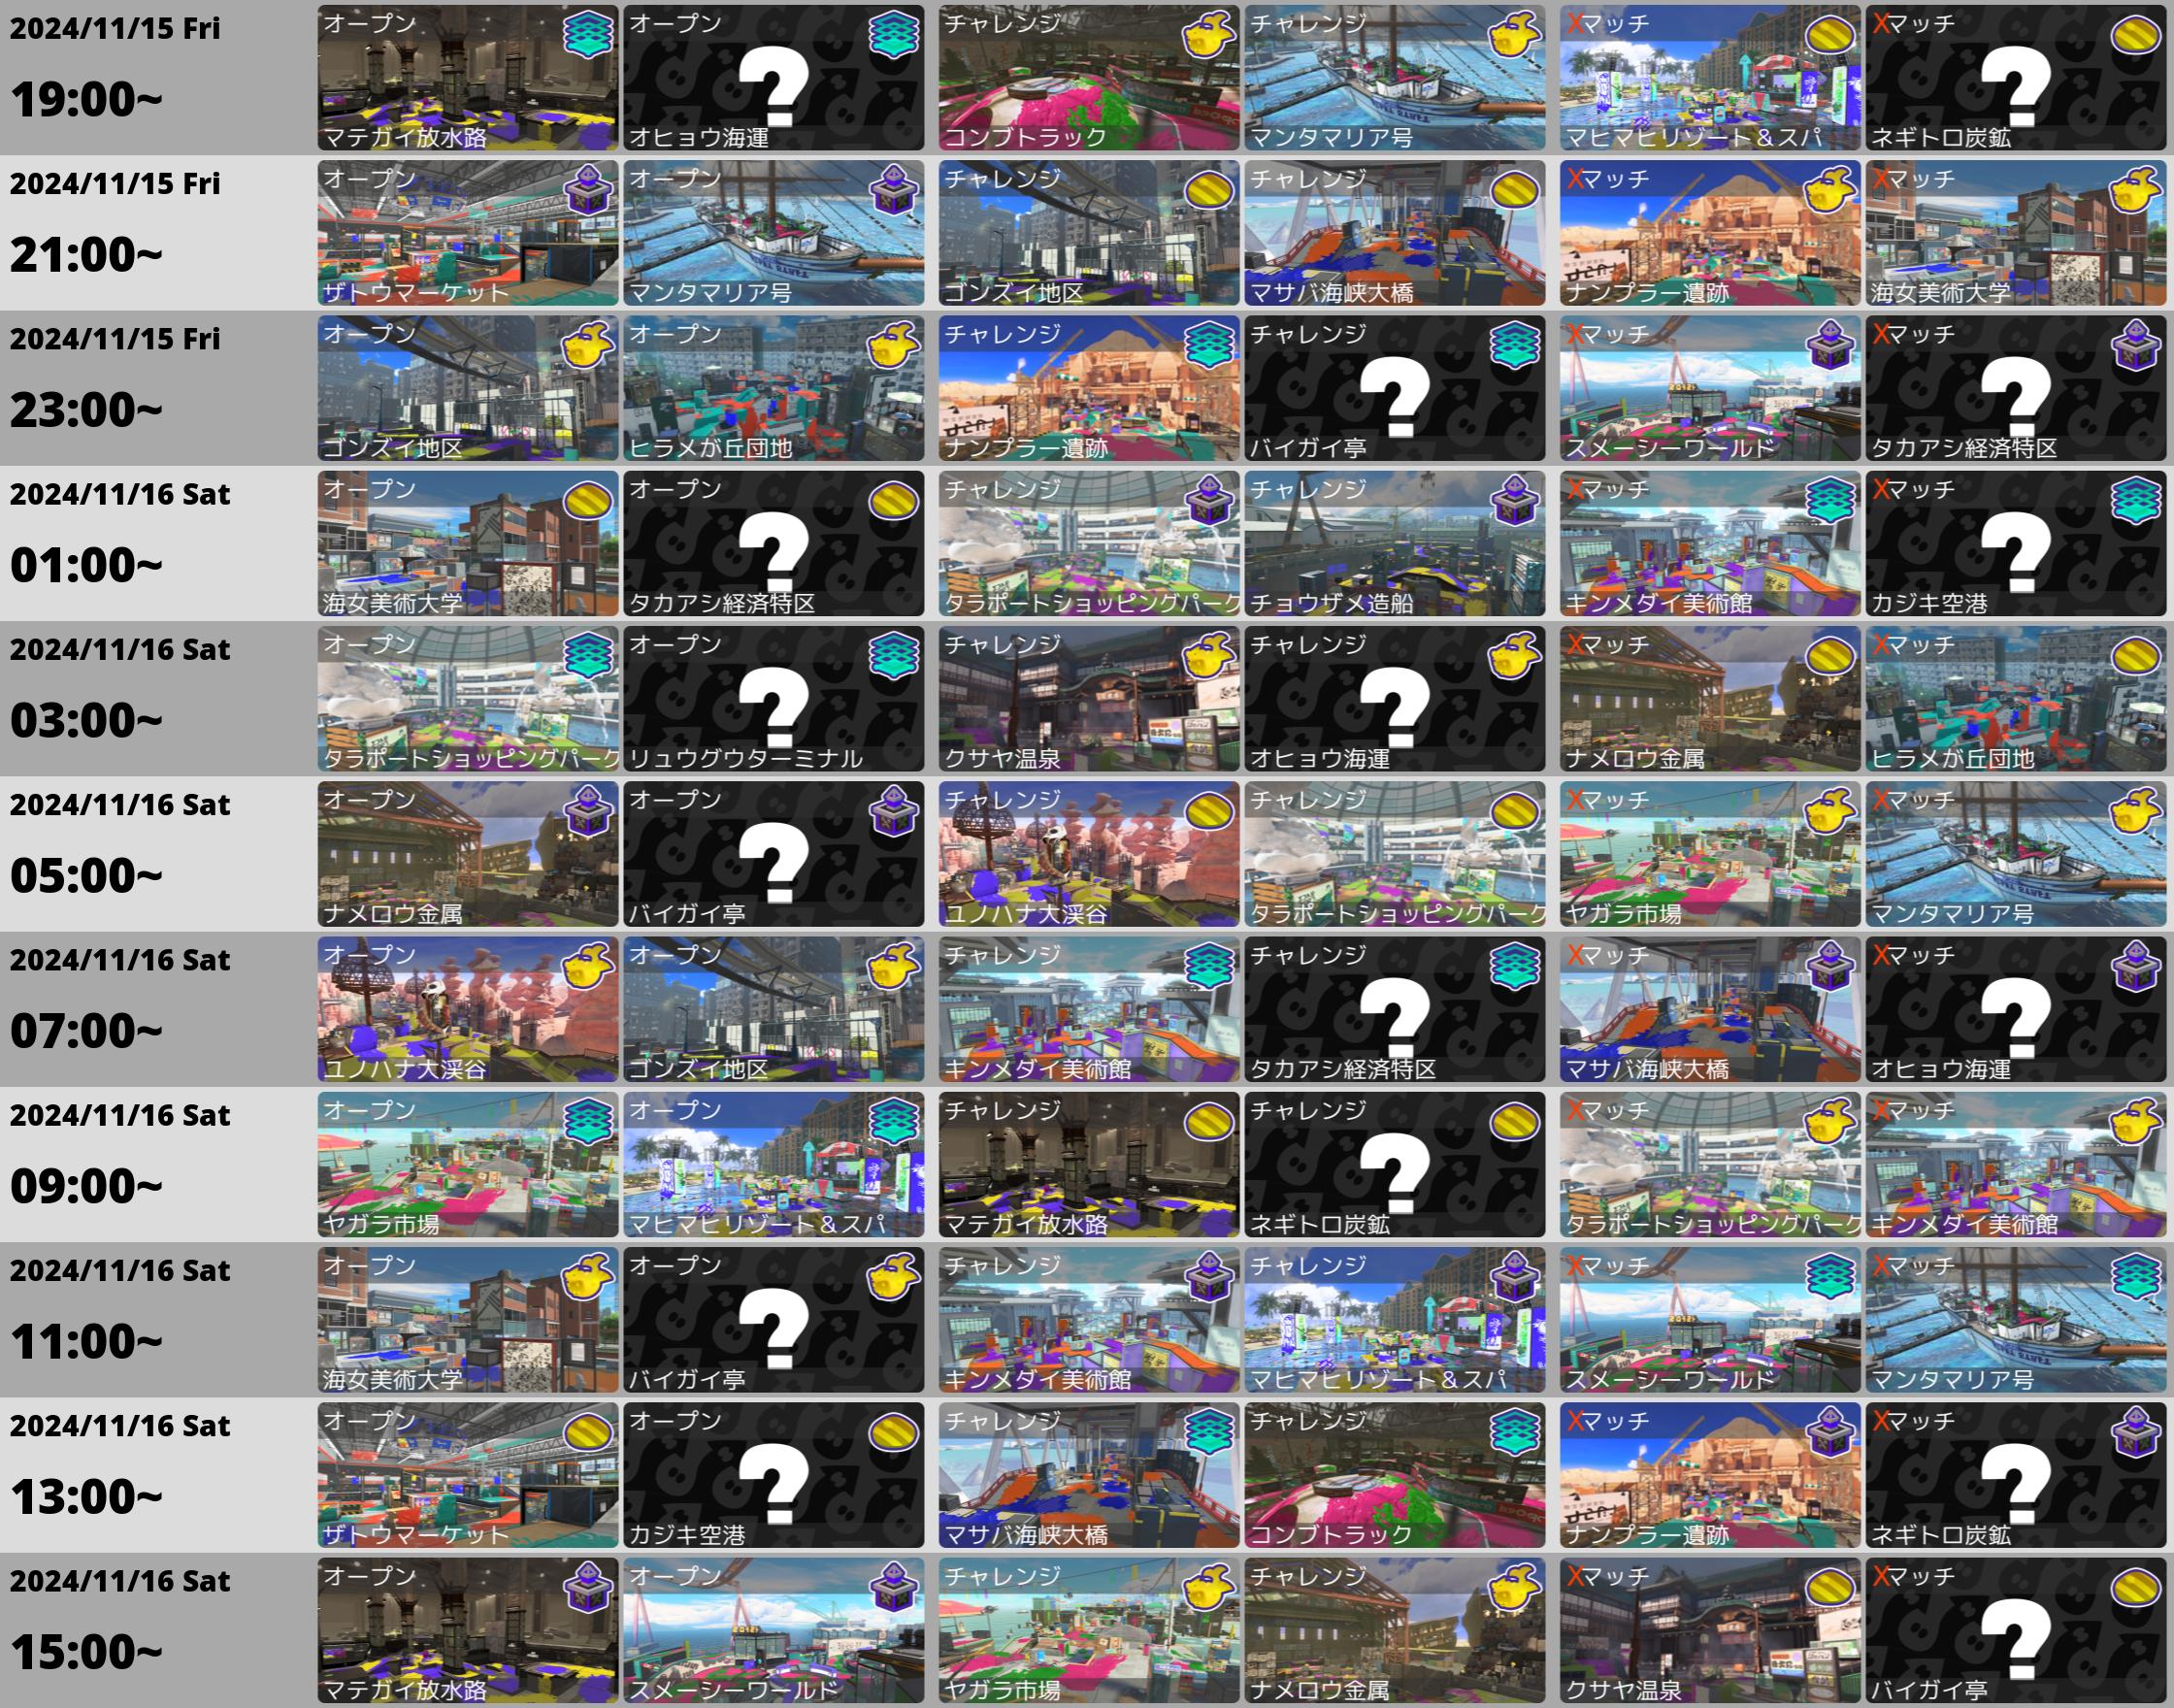 2024/11/15 Fri
19:00~
オープン
マテガイ放水路
オープン
オヒョウ海運
チャレンジ
コンブトラック
チャレンジ
マンタマリア号
Xマッチ
マヒマヒリゾート＆スパ
Xマッチ
ネギトロ炭鉱
2024/11/15 Fri
21:00~
オープン
ザトウマーケット
オープン
マンタマリア号
チャレンジ
ゴンズイ地区
チャレンジ
マサバ海峡大橋
Xマッチ
ナンプラー遺跡
Xマッチ
海女美術大学
2024/11/15 Fri
23:00~
オープン
ゴンズイ地区
オープン
ヒラメが丘団地
チャレンジ
ナンプラー遺跡
チャレンジ
バイガイ亭
Xマッチ
スメーシーワールド
Xマッチ
タカアシ経済特区
2024/11/16 Sat
01:00~
オープン
海女美術大学
オープン
タカアシ経済特区
チャレンジ
タラポートショッピングパーク
チャレンジ
チョウザメ造船
Xマッチ
キンメダイ美術館
Xマッチ
カジキ空港
2024/11/16 Sat
03:00~
オープン
タラポートショッピングパーク
オープン
リュウグウターミナル
チャレンジ
クサヤ温泉
チャレンジ
オヒョウ海運
Xマッチ
ナメロウ金属
Xマッチ
ヒラメが丘団地
2024/11/16 Sat
05:00~
オープン
ナメロウ金属
オープン
バイガイ亭
チャレンジ
ユノハナ大渓谷
チャレンジ
タラポートショッピングパーク
Xマッチ
ヤガラ市場
Xマッチ
マンタマリア号
2024/11/16 Sat
07:00~
オープン
ユノハナ大渓谷
オープン
ゴンズイ地区
チャレンジ
キンメダイ美術館
チャレンジ
タカアシ経済特区
Xマッチ
マサバ海峡大橋
Xマッチ
オヒョウ海運
2024/11/16 Sat
09:00~
オープン
ヤガラ市場
オープン
マヒマヒリゾート＆スパ
チャレンジ
マテガイ放水路
チャレンジ
ネギトロ炭鉱
Xマッチ
タラポートショッピングパーク
Xマッチ
キンメダイ美術館
2024/11/16 Sat
11:00~
オープン
海女美術大学
オープン
バイガイ亭
チャレンジ
キンメダイ美術館
チャレンジ
マヒマヒリゾート＆スパ
Xマッチ
スメーシーワールド
Xマッチ
マンタマリア号
2024/11/16 Sat
13:00~
オープン
ザトウマーケット
オープン
カジキ空港
チャレンジ
マサバ海峡大橋
チャレンジ
コンブトラック
Xマッチ
ナンプラー遺跡
Xマッチ
ネギトロ炭鉱
2024/11/16 Sat
15:00~
オープン
マテガイ放水路
オープン
スメーシーワールド
チャレンジ
ヤガラ市場
チャレンジ
ナメロウ金属
Xマッチ
クサヤ温泉
Xマッチ
バイガイ亭